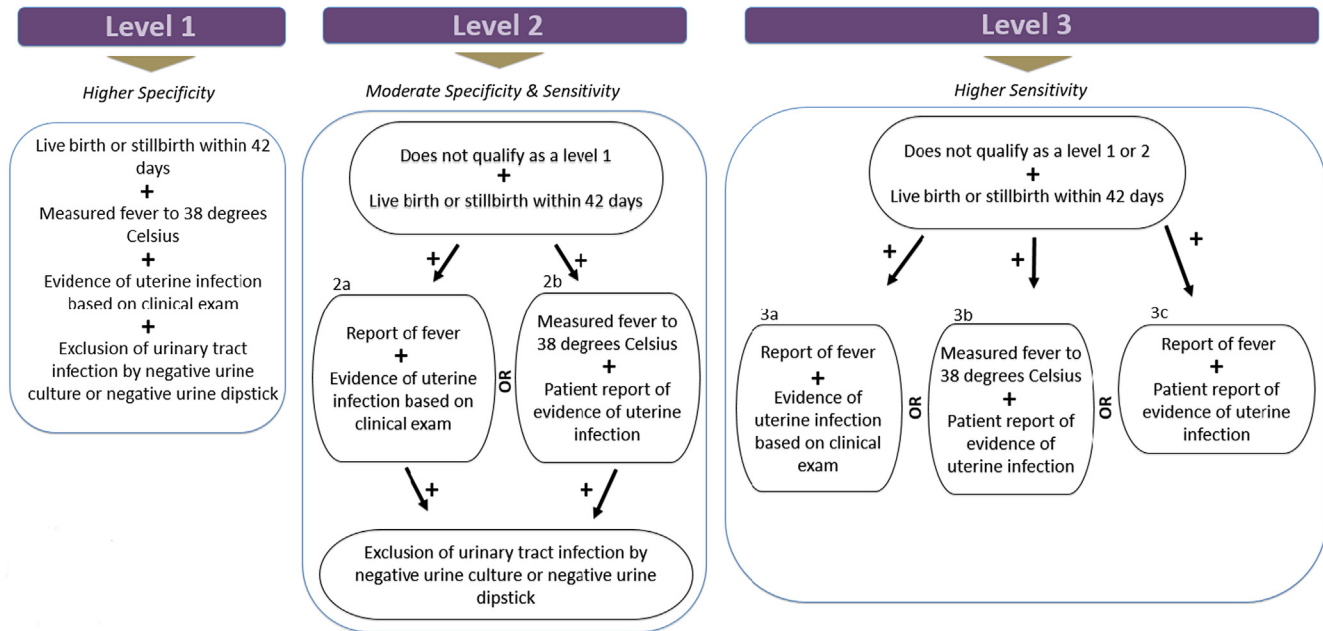 Level 1
Higher Specificity
Live birth or stillbirth within 42
days
+
Measured fever to 38 degrees
Celsius
+
Evidence of uterine infection
based on clinical exam
+
Exclusion of urinary tract
infection by negative urine
culture or negative urine dipstick
Level 2
Moderate Specificity & Sensitivity
Does not qualify as a level 1
+
Live birth or stillbirth within 42 days
+
+
2a
Report of fever
+
Evidence of uterine
infection based on
clinical exam
OR
2b
Measured fever to
38 degrees Celsius
+
Patient report of
evidence of uterine
infection
+
+
Exclusion of urinary tract infection by
negative urine culture or negative urine
dipstick
Level 3
Higher Sensitivity
Does not qualify as a level 1 or 2
+
Live birth or stillbirth within 42 days
+
+
+
3a
Report of fever
+
Evidence of
uterine infection
based on clinical
exam
OR
3b
Measured fever to
38 degrees Celsius
+
Patient report of
evidence of
uterine infection
OR
3c
Report of fever
+
Patient report of
evidence of uterine
infection